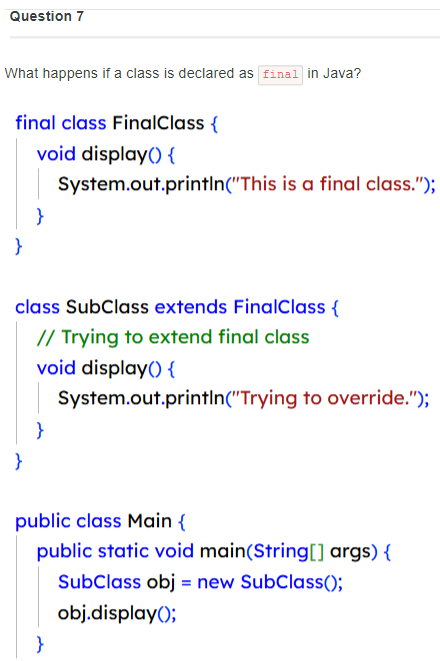 Question 7
What happens if a class is declared as final in Java?
final class FinalClass {
void display() {
System.out.println("This is a final class.");
}
}
class SubClass extends FinalClass {
// Trying to extend final class
void display() {
System.out.println("Trying to override.");
}
}
public class Main {
public static void main(String[] args) {
SubClass obj = new SubClass();
obj.display();
}